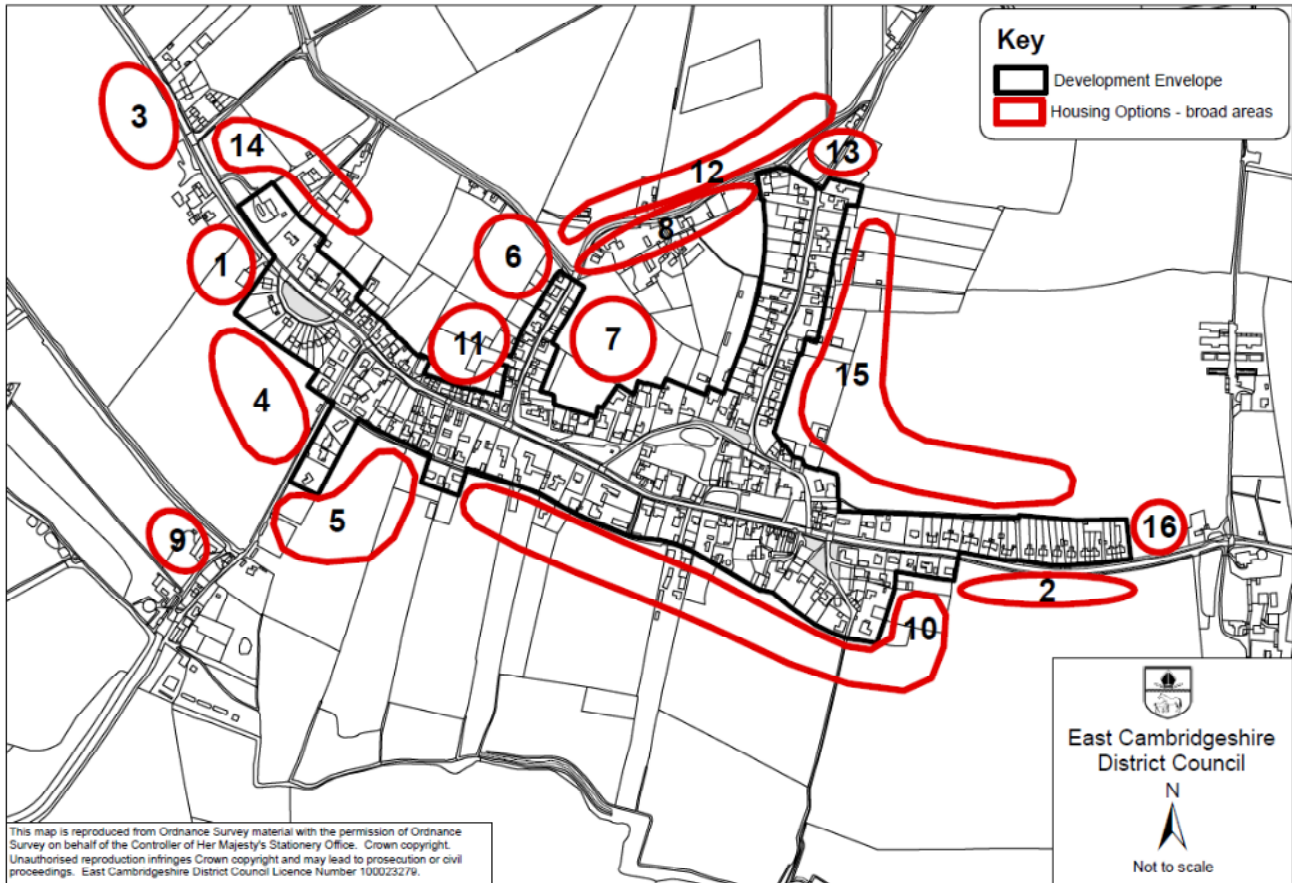 Key
Development Envelope
Housing Options - broad areas
3
14
12
13
1
6
8
11
7
4
15
5
9
16
2
10
East Cambridgeshire
District Council
N
Not to scale
This map is reproduced from Ordnance Survey material with the permission of Ordnance
Survey on behalf of the Controller of Her Majesty's Stationery Office. Crown copyright.
Unauthorised reproduction infringes Crown copyright and may lead to prosecution or civil
proceedings. East Cambridgeshire District Council Licence Number 100023279.